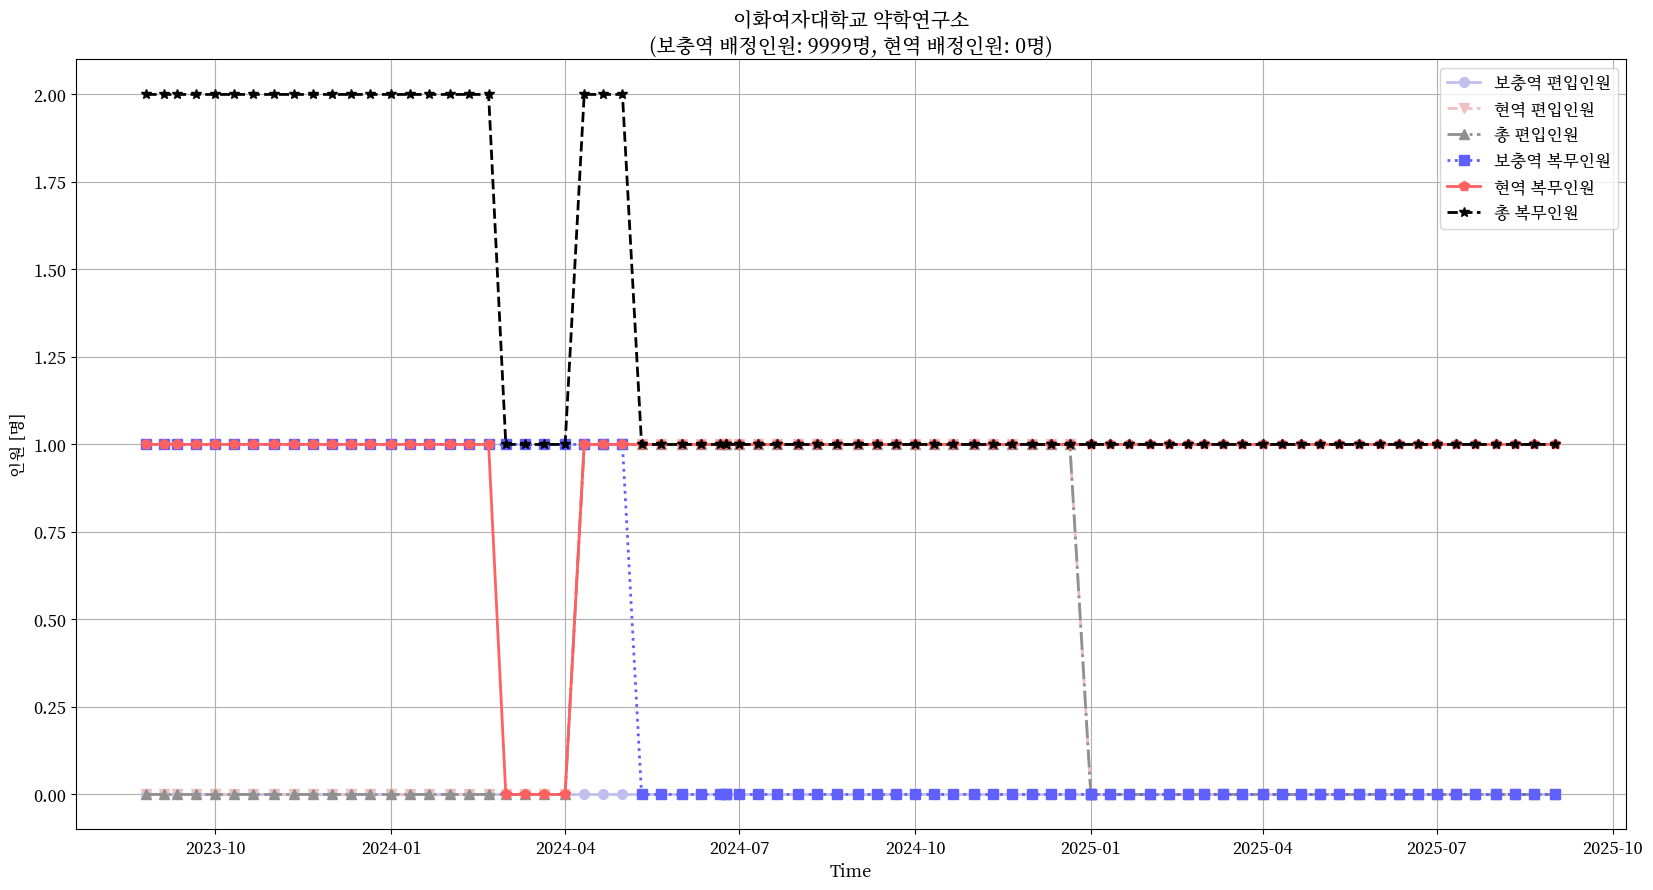 이화여자대학교 약학연구소
(보충역 배정인원: 9999명, 현역 배정인원: 0명)
보충역 편입인원
현역 편입인원
총 편입인원
보충역 복무인원
현역 복무인원
총 복무인원
인원 [명]
2.00
1.75
1.50
1.25
1.00
0.75
0.50
0.25
0.00
2023-10
2024-01
2024-04
2024-07
2024-10
2025-01
2025-04
2025-07
2025-10
Time